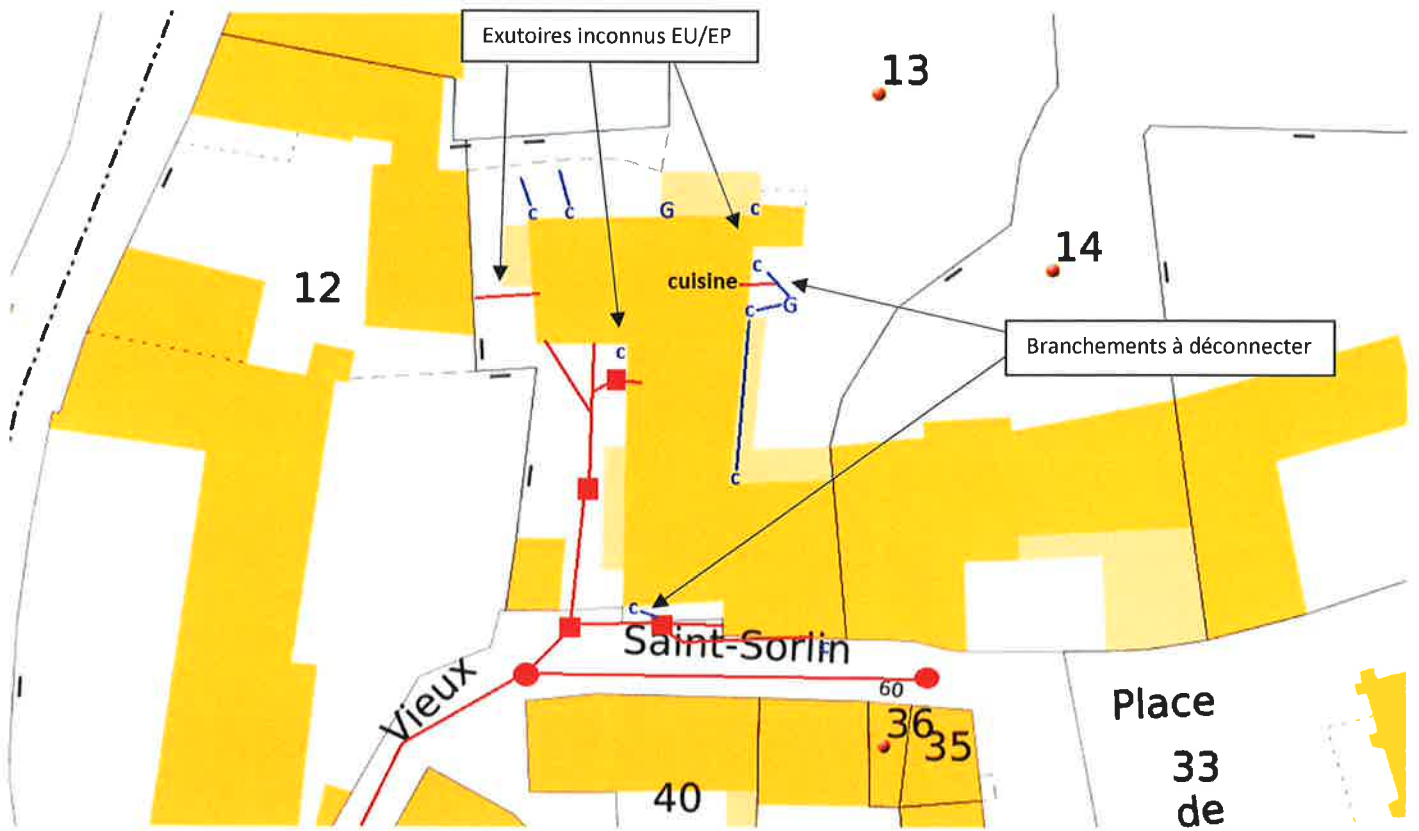 Exutoires inconnus EU/EP
13
c
c
G
c
14
c
cuisine
12
c
G
Branchements à déconnecter
c
c
c
Saint-Sorlin
Vieux
60
Place
36
35
33
40
de